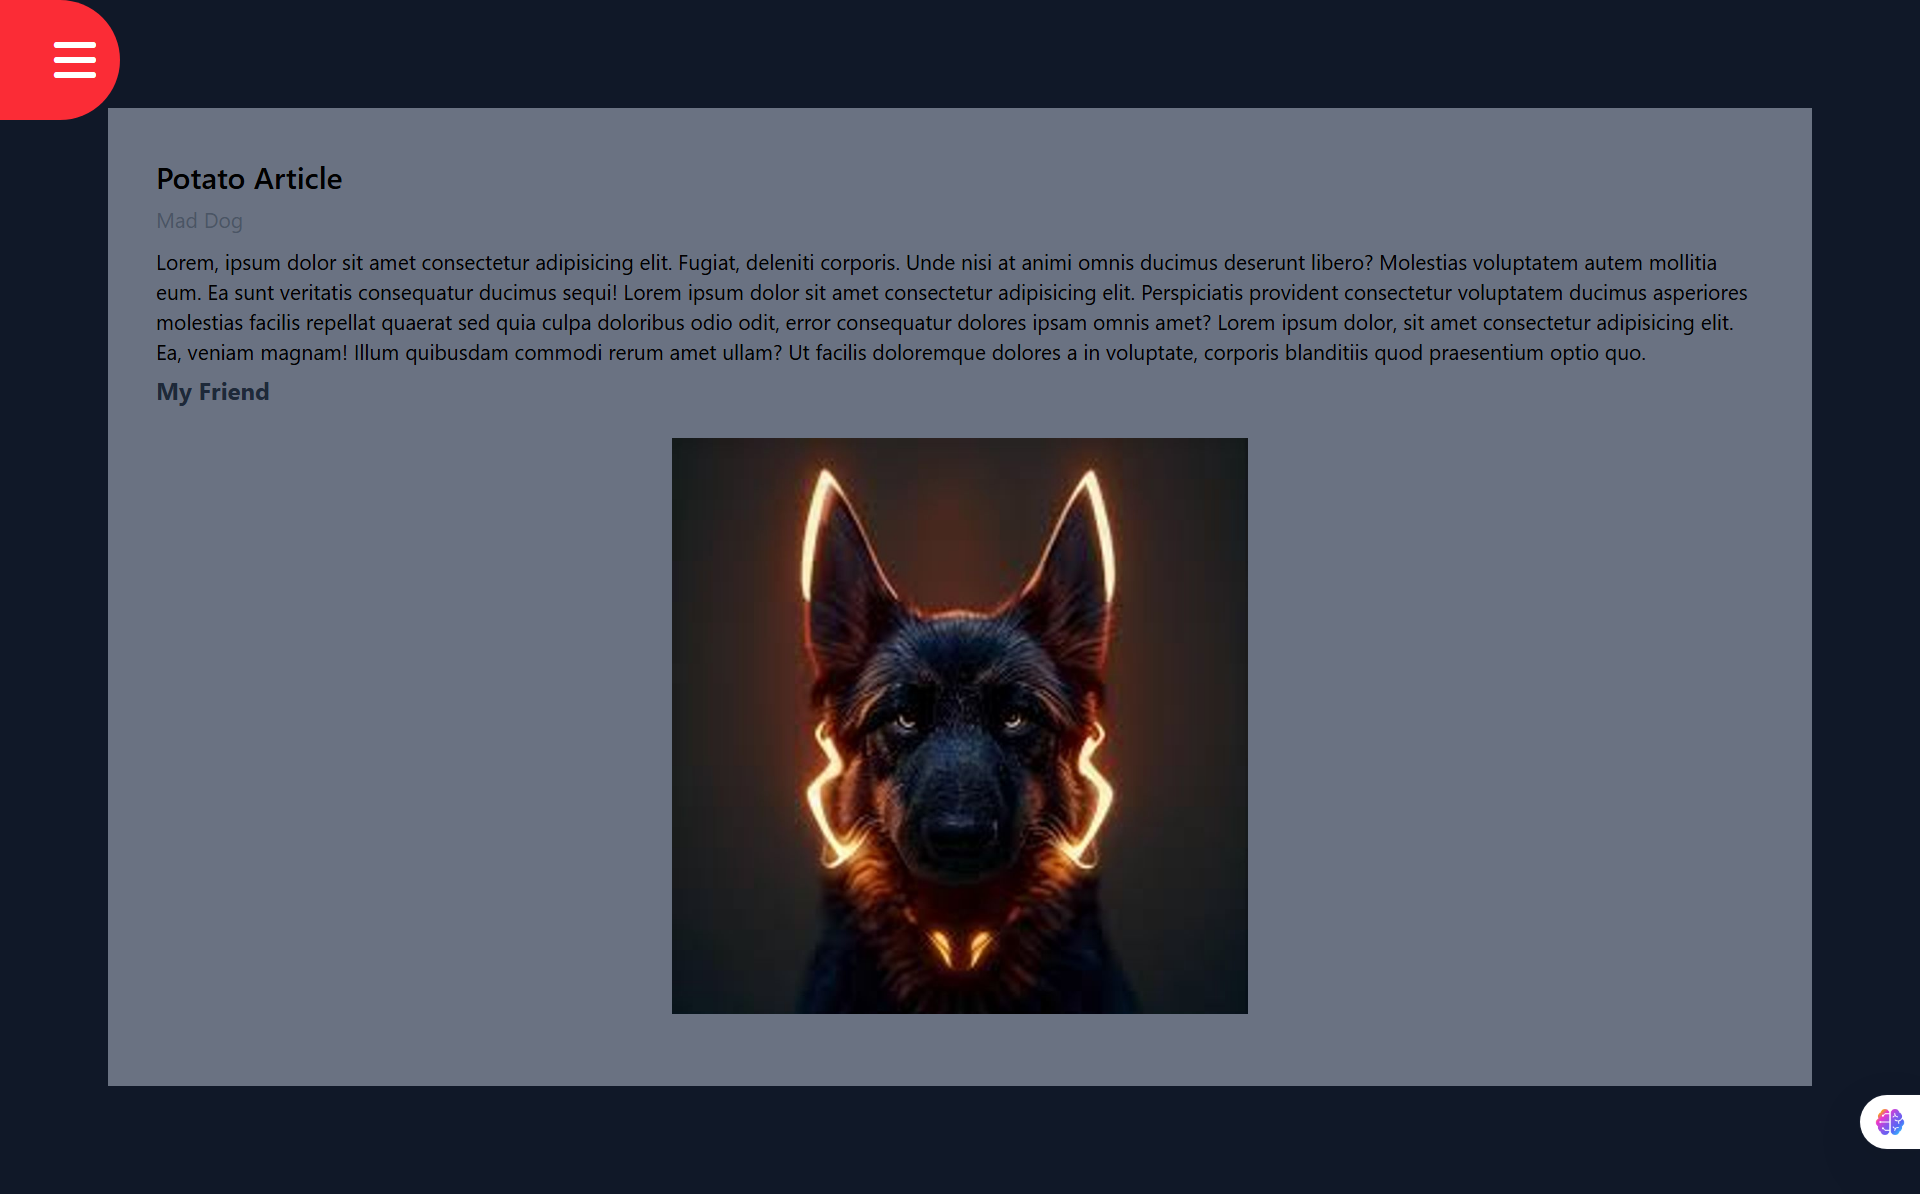 Potato Article
Mad Dog
Lorem, ipsum dolor sit amet consectetur adipisicing elit. Fugiat, deleniti corporis. Unde nisi at animi omnis ducimus deserunt libero? Molestias voluptatem autem mollitia
eum. Ea sunt veritatis consequatur ducimus sequi! Lorem ipsum dolor sit amet consectetur adipisicing elit. Perspiciatis provident consectetur voluptatem ducimus asperiores
molestias facilis repellat quaerat sed quia culpa doloribus odio odit, error consequatur dolores ipsam omnis amet? Lorem ipsum dolor, sit amet consectetur adipisicing elit.
Ea, veniam magnam! Illum quibusdam commodi rerum amet ullam? Ut facilis doloremque dolores a in voluptate, corporis blanditiis quod praesentium optio quo.
My Friend